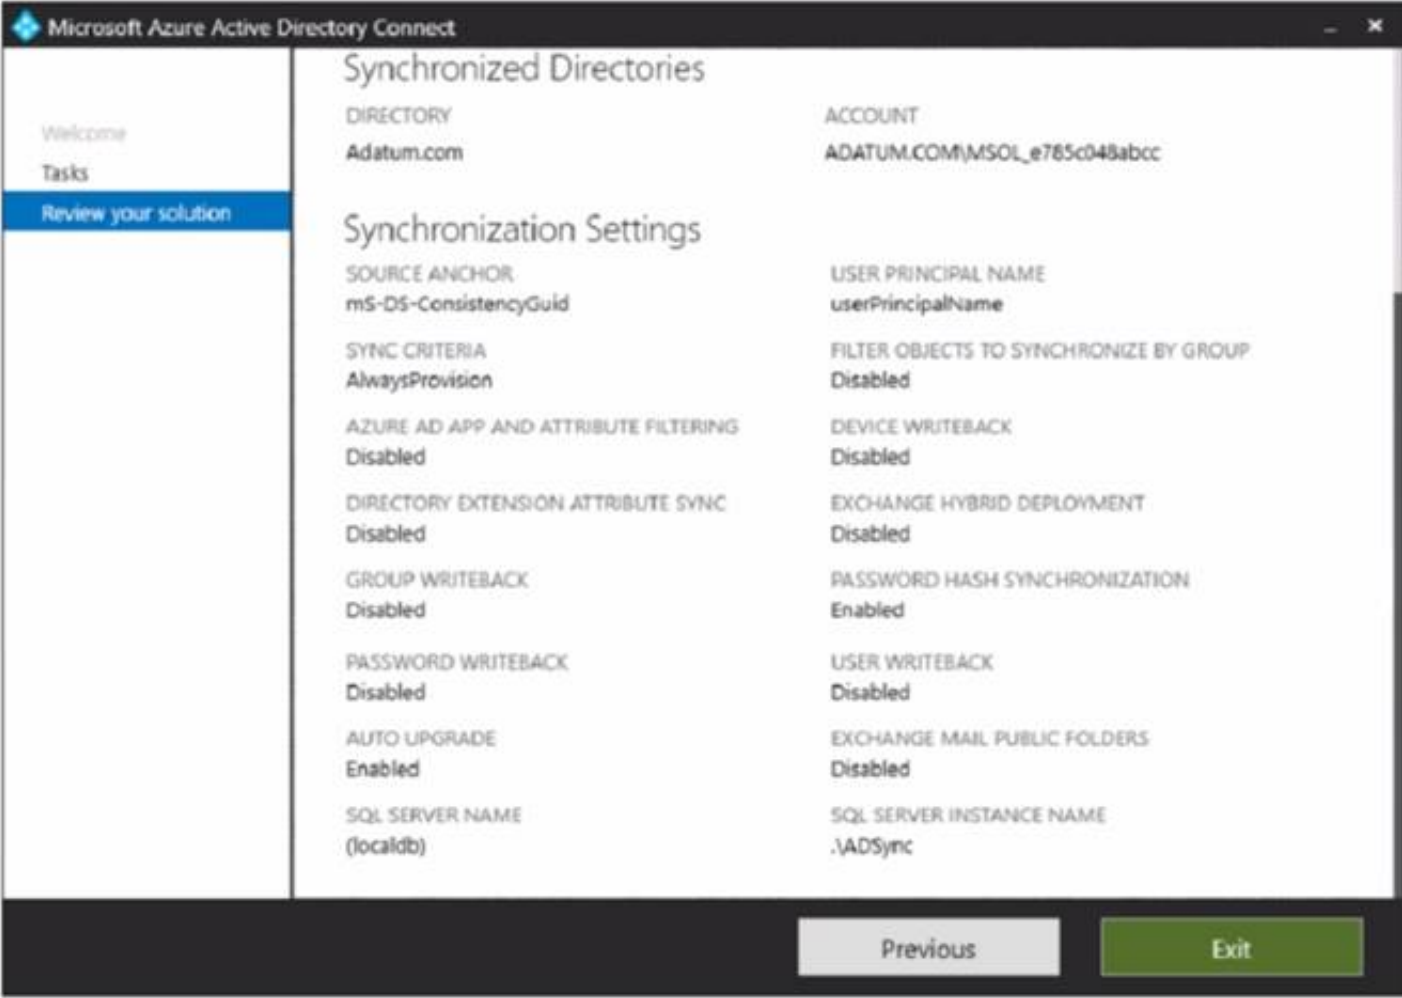 Microsoft Azure Active Directory Connect
Welcome
Tasks
Review your solution
Synchronized Directories
DIRECTORY
ACCOUNT
Adatum.com
ADATUM.COM\MSOL_e785c048abcc
Synchronization Settings
SOURCE ANCHOR
USER PRINCIPAL NAME
mS-DS-ConsistencyGuid
userPrincipalName
SYNC CRITERIA
FILTER OBJECTS TO SYNCHRONIZE BY GROUP
AlwaysProvision
Disabled
AZURE AD APP AND ATTRIBUTE FILTERING
DEVICE WRITEBACK
Disabled
Disabled
DIRECTORY EXTENSION ATTRIBUTE SYNC
EXCHANGE HYBRID DEPLOYMENT
Disabled
Disabled
GROUP WRITEBACK
PASSWORD HASH SYNCHRONIZATION
Disabled
Enabled
PASSWORD WRITEBACK
USER WRITEBACK
Disabled
Disabled
AUTO UPGRADE
EXCHANGE MAIL PUBLIC FOLDERS
Enabled
Disabled
SQL SERVER NAME
SQL SERVER INSTANCE NAME
(localdb)
.\ADSync
Previous
Exit